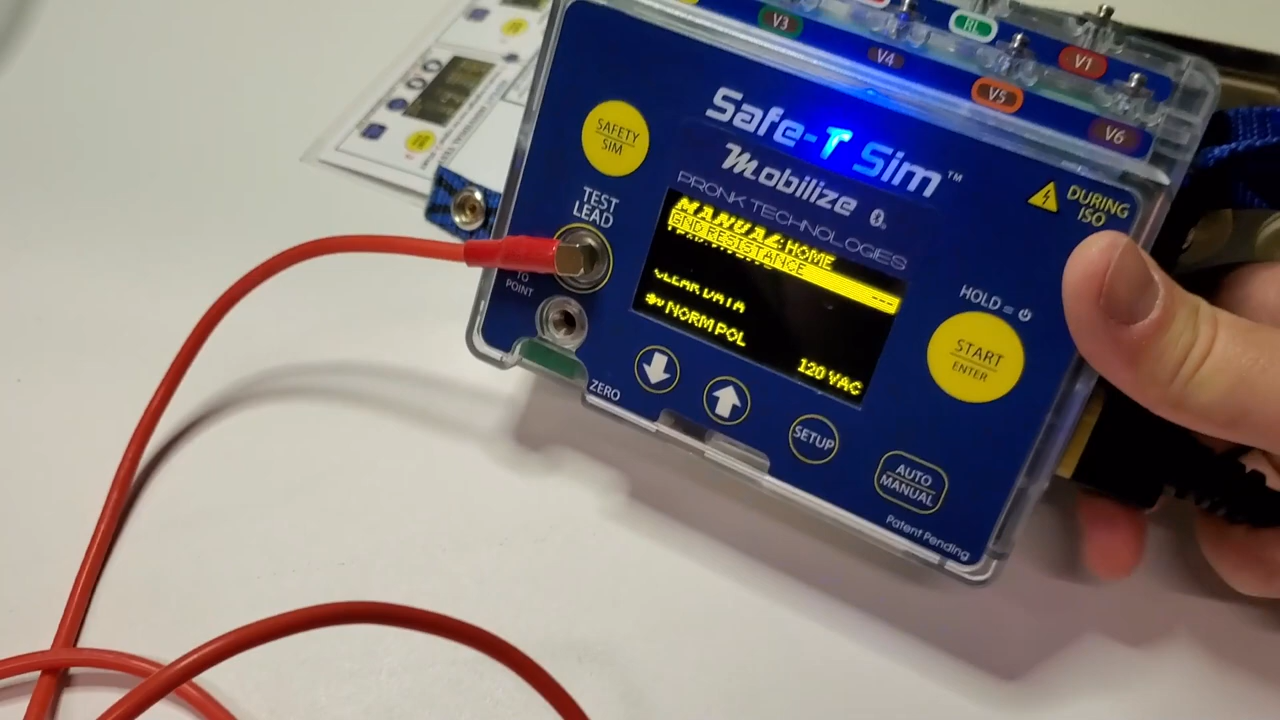 V3
RL
V4
V1
V5
V6
SAFETY
SIM
Safe-T Sim™
mobilize
PRONK TECHNOLOGIES
DURING
ISO
TEST
LEAD
TO
POINT
ZERO
MANUAL: HOME
GND RESISTANCE ---
CLEAR DATA
NORM POL
120 VAC
HOLD =
START
ENTER
SETUP
AUTO
MANUAL
Patent Pending